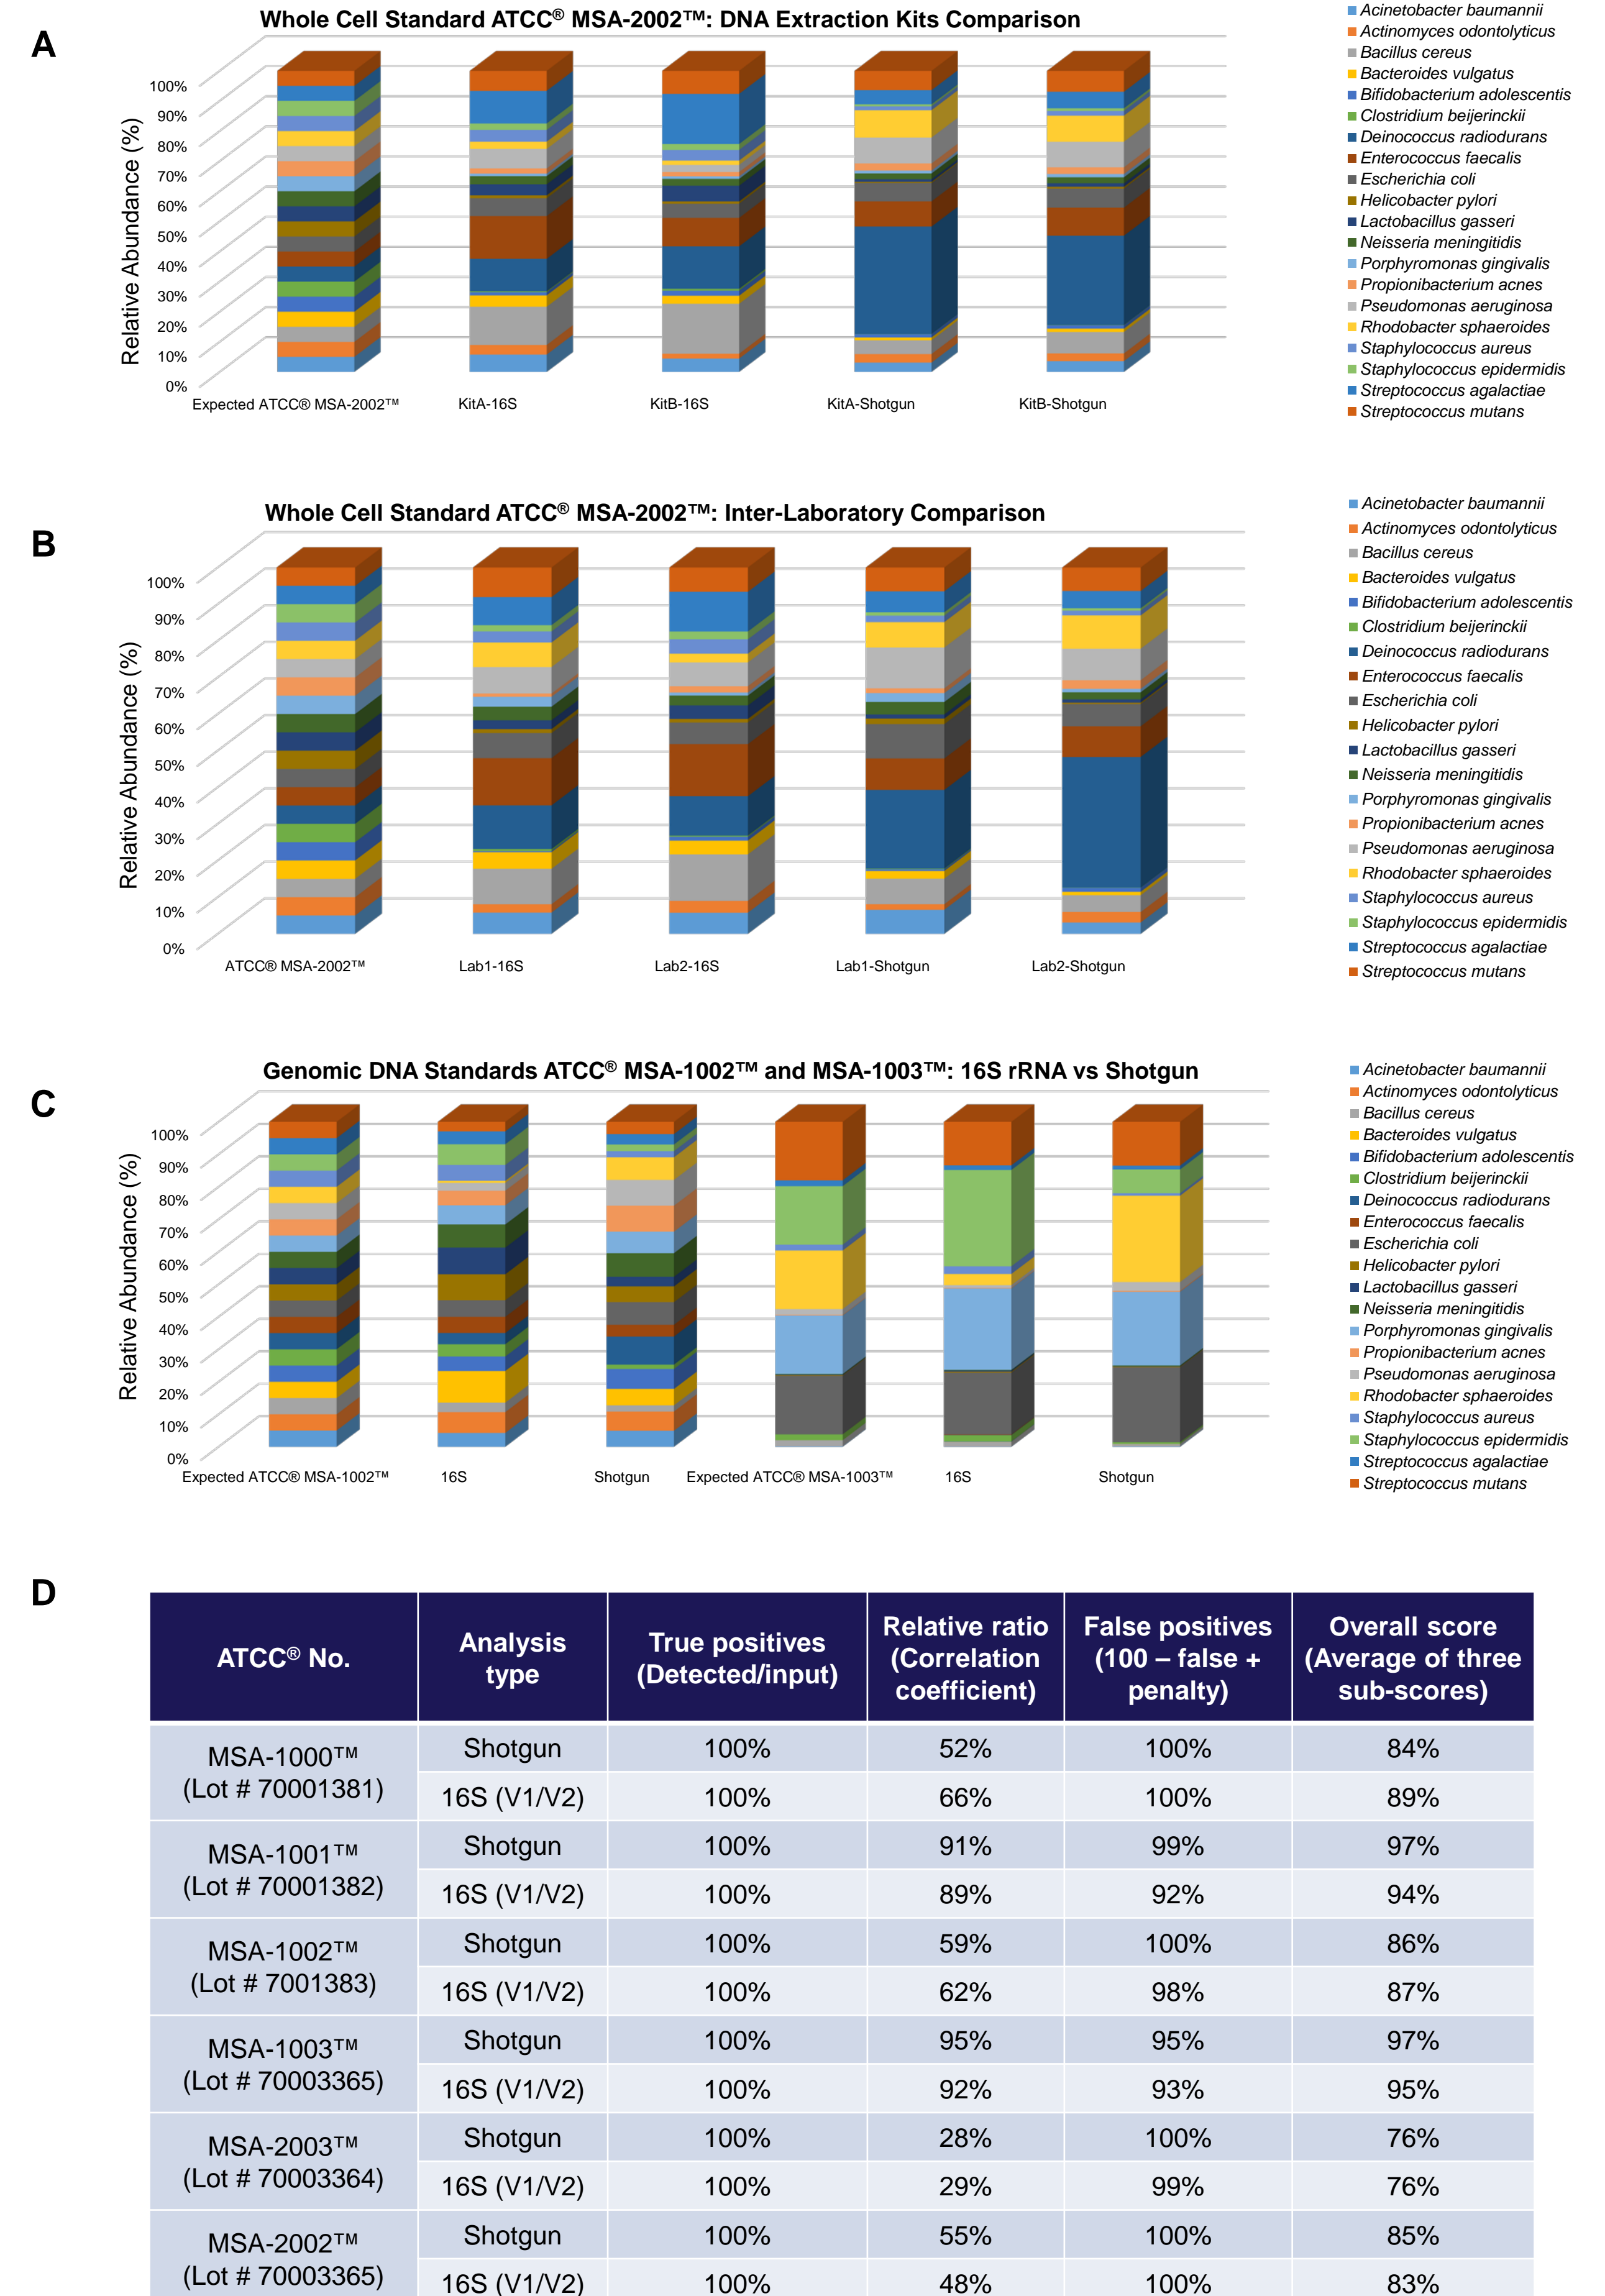 A
Whole Cell Standard ATCC® MSA-2002™: DNA Extraction Kits Comparison
Relative Abundance (%)
100%
90%
80%
70%
60%
50%
40%
30%
20%
10%
0%
Expected ATCC® MSA-2002™ KitA-16S KitB-16S KitA-Shotgun KitB-Shotgun
Acinetobacter baumannii
Actinomyces odontolyticus
Bacillus cereus
Bacteroides vulgatus
Bifidobacterium adolescentis
Clostridium beijerinckii
Deinococcus radiodurans
Enterococcus faecalis
Escherichia coli
Helicobacter pylori
Lactobacillus gasseri
Neisseria meningitidis
Porphyromonas gingivalis
Propionibacterium acnes
Pseudomonas aeruginosa
Rhodobacter sphaeroides
Staphylococcus aureus
Staphylococcus epidermidis
Streptococcus agalactiae
Streptococcus mutans
B
Whole Cell Standard ATCC® MSA-2002™: Inter-Laboratory Comparison
Relative Abundance (%)
100%
90%
80%
70%
60%
50%
40%
30%
20%
10%
0%
ATCC® MSA-2002™ Lab1-16S Lab2-16S Lab1-Shotgun Lab2-Shotgun
Acinetobacter baumannii
Actinomyces odontolyticus
Bacillus cereus
Bacteroides vulgatus
Bifidobacterium adolescentis
Clostridium beijerinckii
Deinococcus radiodurans
Enterococcus faecalis
Escherichia coli
Helicobacter pylori
Lactobacillus gasseri
Neisseria meningitidis
Porphyromonas gingivalis
Propionibacterium acnes
Pseudomonas aeruginosa
Rhodobacter sphaeroides
Staphylococcus aureus
Staphylococcus epidermidis
Streptococcus agalactiae
Streptococcus mutans
C
Genomic DNA Standards ATCC® MSA-1002™ and MSA-1003™: 16S rRNA vs Shotgun
Relative Abundance (%)
100%
90%
80%
70%
60%
50%
40%
30%
20%
10%
0%
Expected ATCC® MSA-1002™ 16S Shotgun Expected ATCC® MSA-1003™ 16S Shotgun
Acinetobacter baumannii
Actinomyces odontolyticus
Bacillus cereus
Bacteroides vulgatus
Bifidobacterium adolescentis
Clostridium beijerinckii
Deinococcus radiodurans
Enterococcus faecalis
Escherichia coli
Helicobacter pylori
Lactobacillus gasseri
Neisseria meningitidis
Porphyromonas gingivalis
Propionibacterium acnes
Pseudomonas aeruginosa
Rhodobacter sphaeroides
Staphylococcus aureus
Staphylococcus epidermidis
Streptococcus agalactiae
Streptococcus mutans
D
ATCC® No.
Analysis
type
True positives
(Detected/input)
Relative ratio
(Correlation
coefficient)
False positives
(100 – false +
penalty)
Overall score
(Average of three
sub-scores)
MSA-1000™
(Lot # 70001381)
Shotgun 100% 52% 100% 84%
16S (V1/V2) 100% 66% 100% 89%
MSA-1001™
(Lot # 70001382)
Shotgun 100% 91% 99% 97%
16S (V1/V2) 100% 89% 92% 94%
MSA-1002™
(Lot # 7001383)
Shotgun 100% 59% 100% 86%
16S (V1/V2) 100% 62% 98% 87%
MSA-1003™
(Lot # 70003365)
Shotgun 100% 95% 95% 97%
16S (V1/V2) 100% 92% 93% 95%
MSA-2003™
(Lot # 70003364)
Shotgun 100% 28% 100% 76%
16S (V1/V2) 100% 29% 99% 76%
MSA-2002™
(Lot # 70003365)
Shotgun 100% 55% 100% 85%
16S (V1/V2) 100% 48% 100% 83%